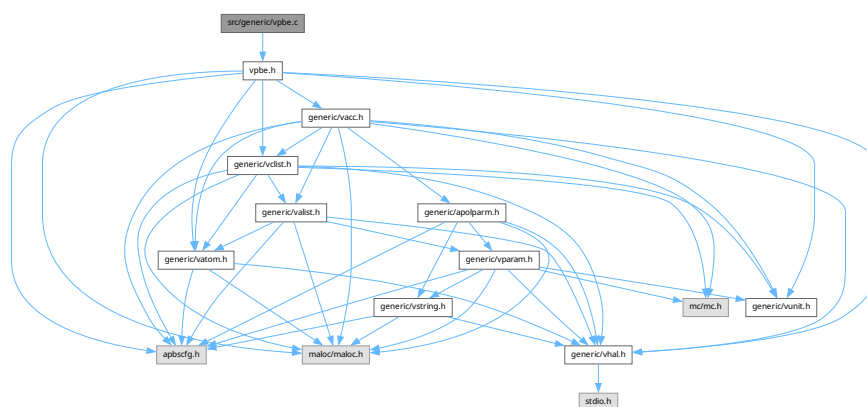 src/generic/vpbe.c
vpbe.h
generic/vacc.h
generic/vclist.h
generic/valist.h
generic/apolparm.h
generic/vatom.h
generic/vparam.h
generic/vstring.h
mc/mc.h
generic/vunit.h
apbscfg.h
maloc/maloc.h
generic/vhal.h
stdio.h